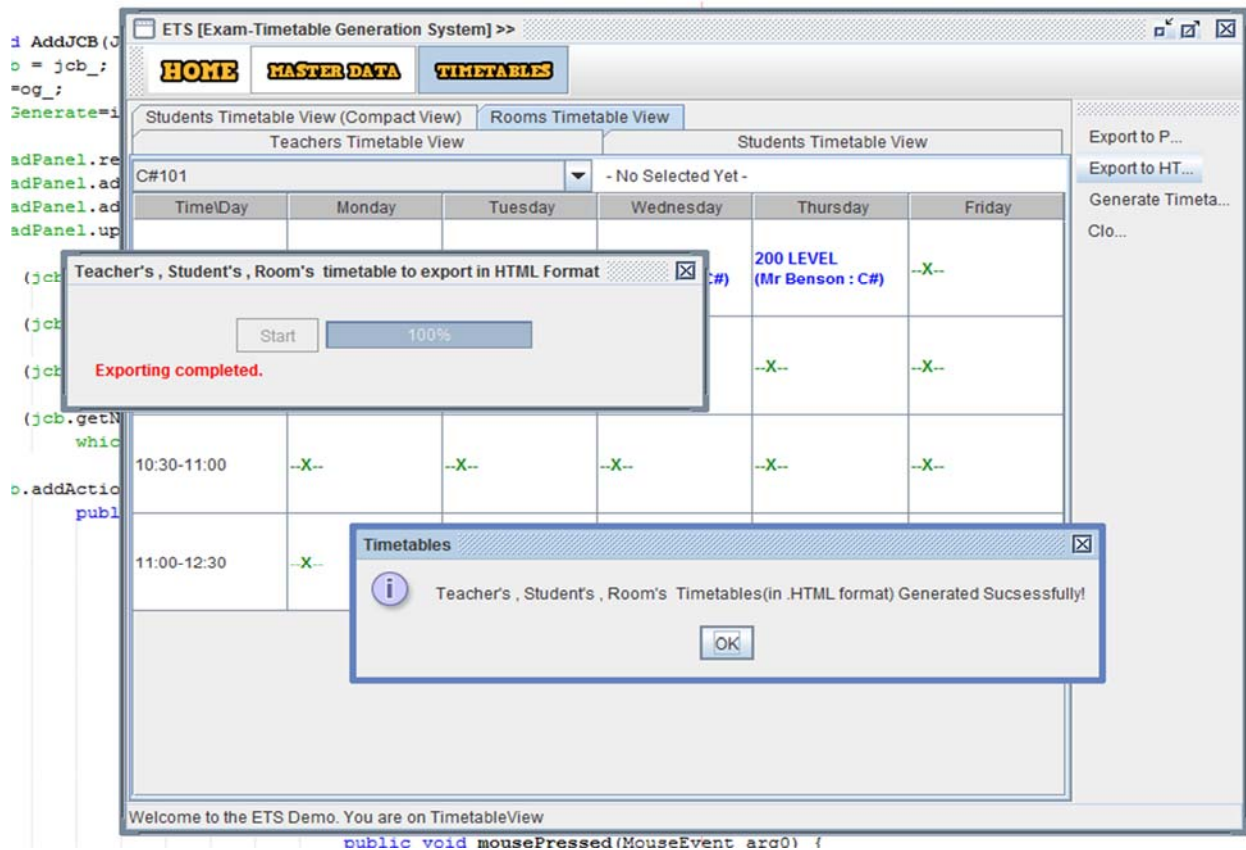 ETS [Exam-Timetable Generation System] >>
HOME MASTER DATA TIMETABLES
Students Timetable View (Compact View) Rooms Timetable View
Teachers Timetable View Students Timetable View
C#101 - No Selected Yet -
Time\Day Monday Tuesday Wednesday Thursday Friday
C#) 200 LEVEL
(Mr Benson : C#) --X--
--X-- --X--
10:30-11:00 --X-- --X-- --X-- --X-- --X--
11:00-12:30 --X--
Export to P...
Export to HT...
Generate Timeta...
Clo...
Teacher's , Student's , Room's timetable to export in HTML Format
Start 100%
Exporting completed.
Timetables
Teacher's , Student's , Room's Timetables(in .HTML format) Generated Sucsessfully!
OK
Welcome to the ETS Demo. You are on TimetableView
d AddJCB(J
o = jcb_;
=og_;
Generate=i
adPanel.re
adPanel.ad
adPanel.ad
adPanel.up
(jcb
(jcb
(jcb
(jcb.getN
whic
o.addActio
publ
public void mousePressed(MouseEvent arg0) {